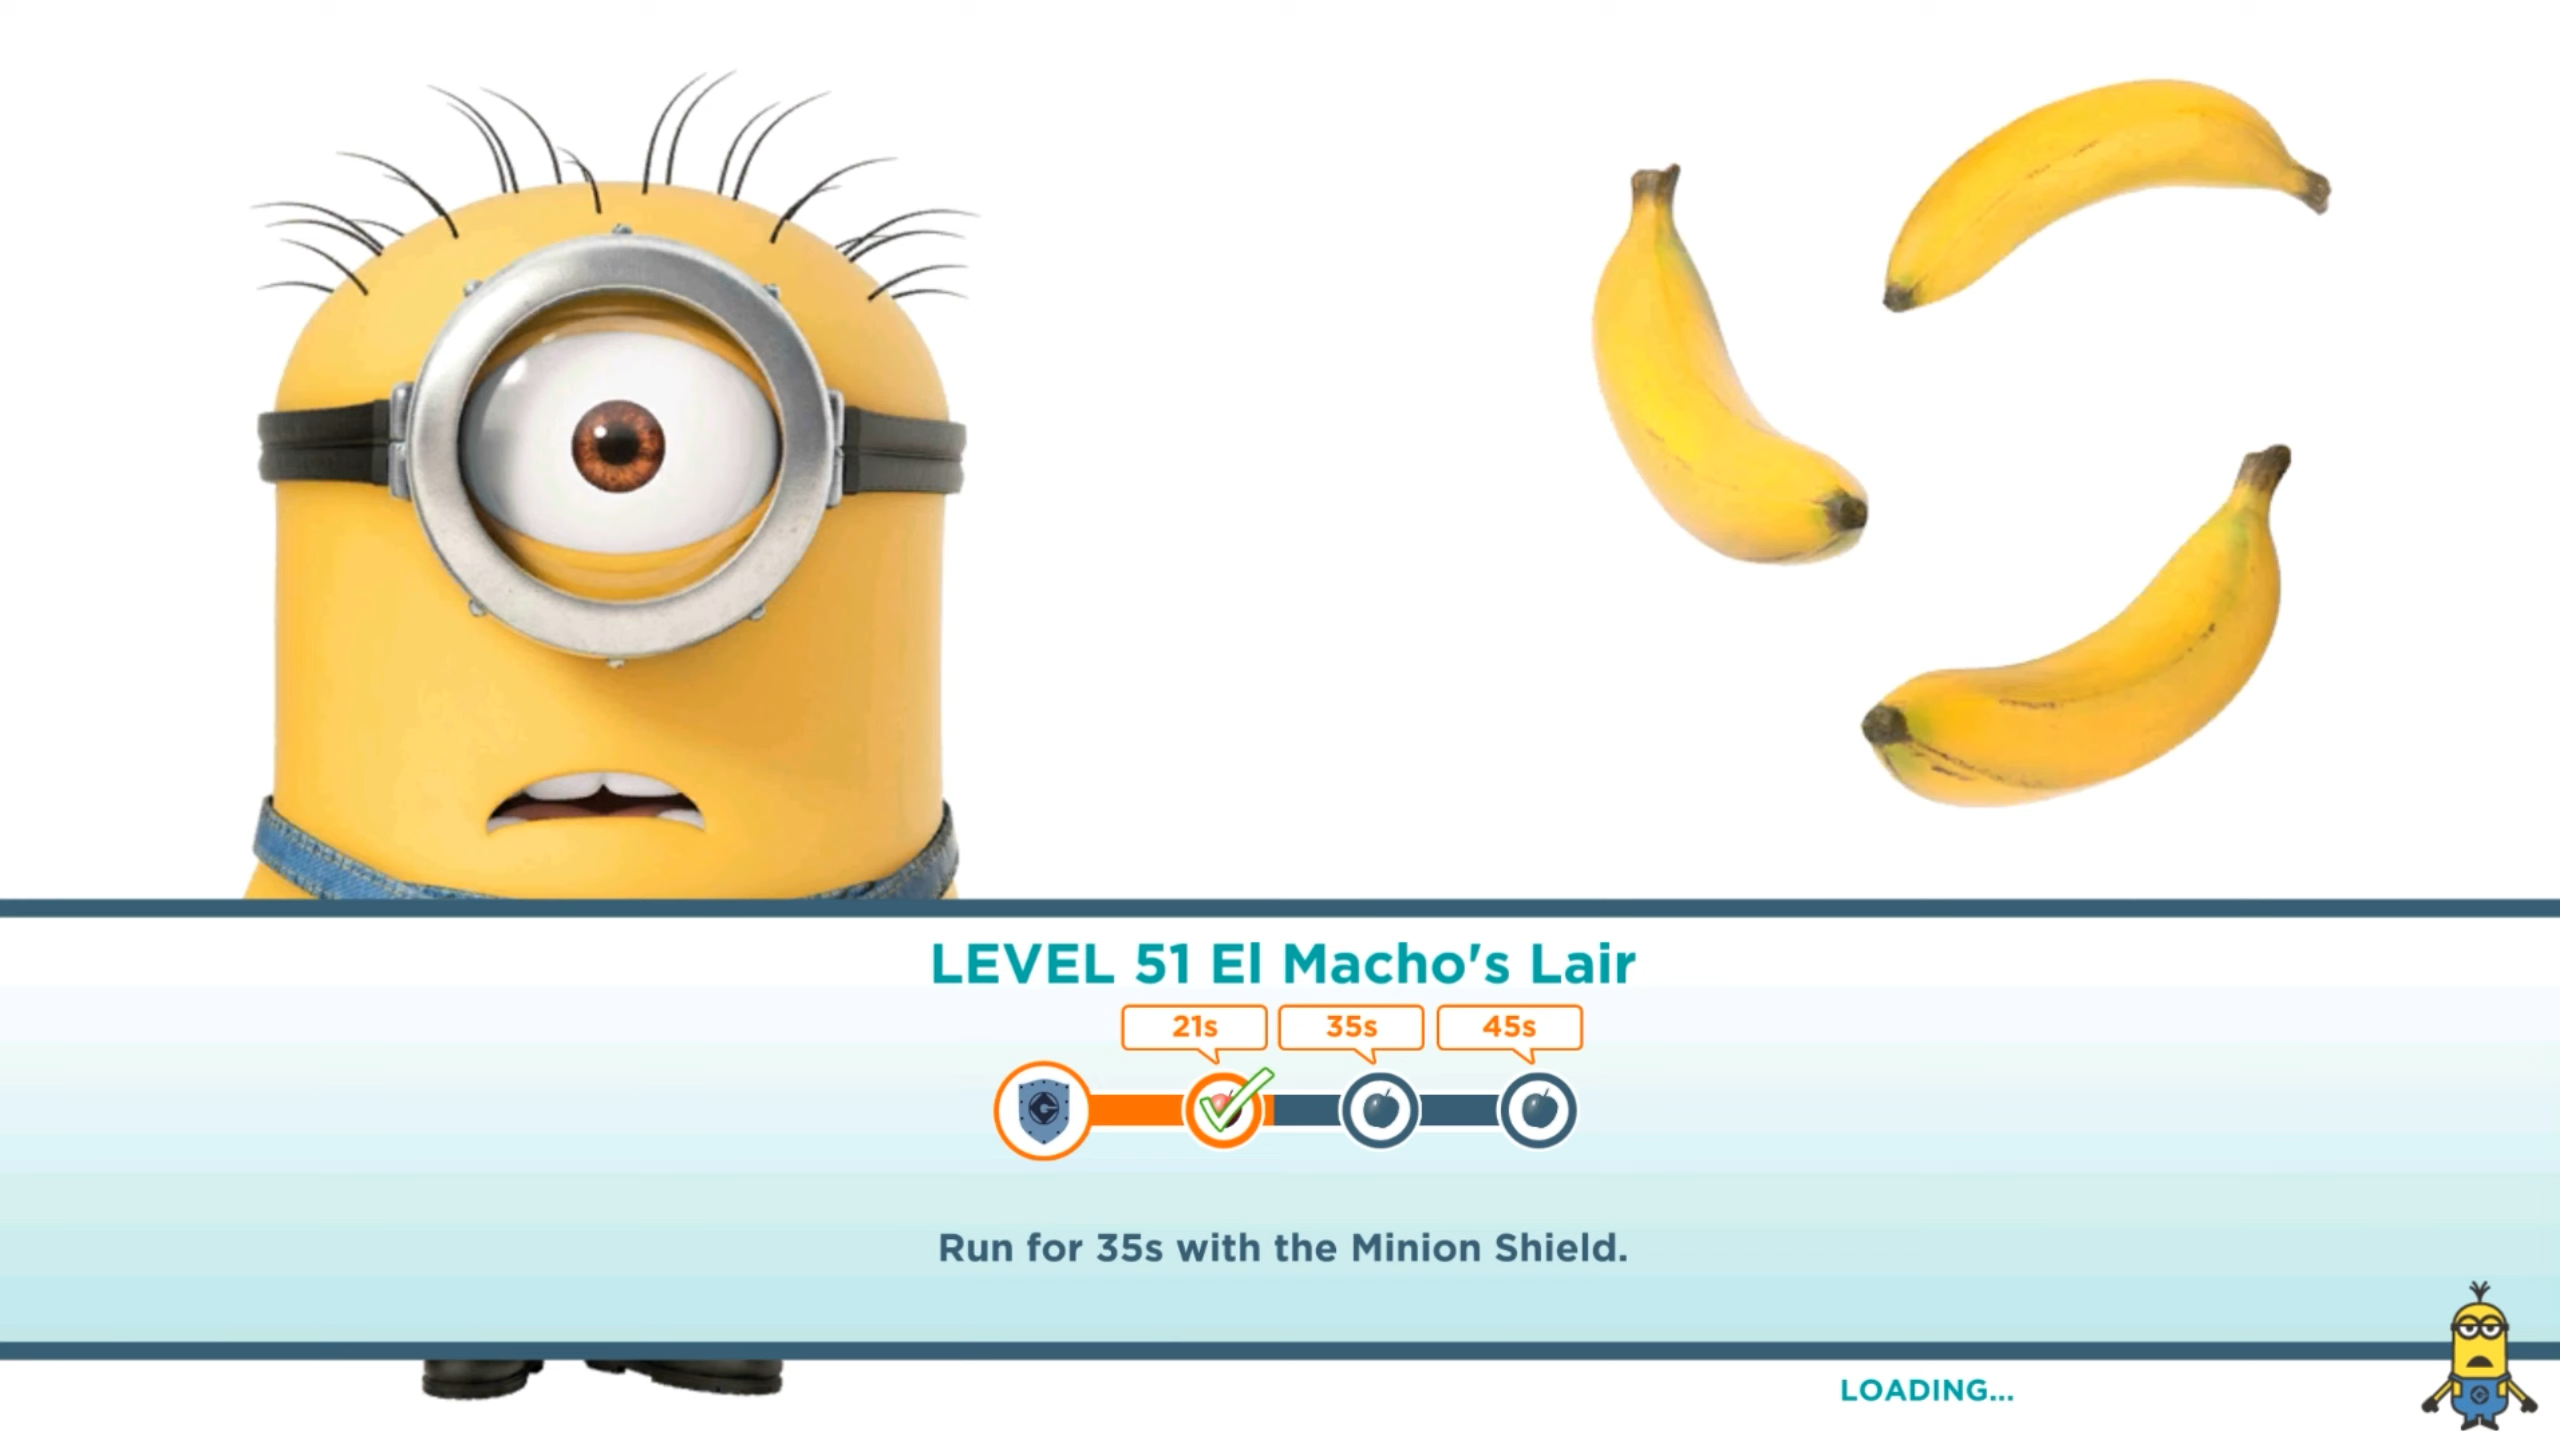 LEVEL 51 El Macho's Lair
21s 35s 45s
Run for 35s with the Minion Shield.
LOADING...